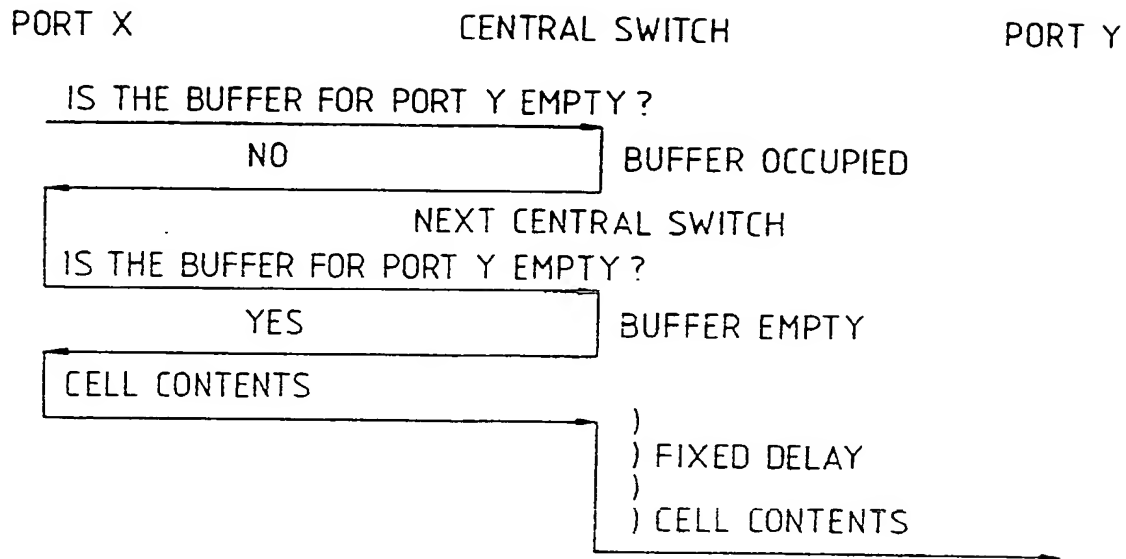 PORT X CENTRAL SWITCH PORT Y
IS THE BUFFER FOR PORT Y EMPTY?
NO BUFFER OCCUPIED
NEXT CENTRAL SWITCH
IS THE BUFFER FOR PORT Y EMPTY?
YES BUFFER EMPTY
CELL CONTENTS
)
) FIXED DELAY
)
) CELL CONTENTS